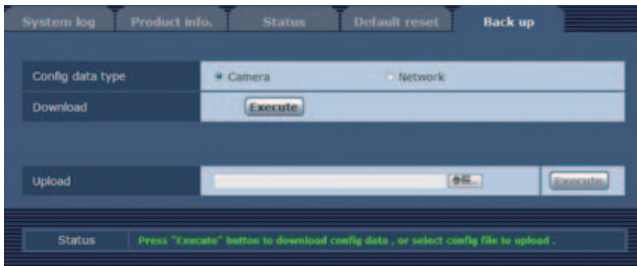 System log Product info. Status Default reset Back up
Config data type Camera Network
Download Execute
Upload 参照... Execute
Status Press "Execute" button to download config data , or select config file to upload .